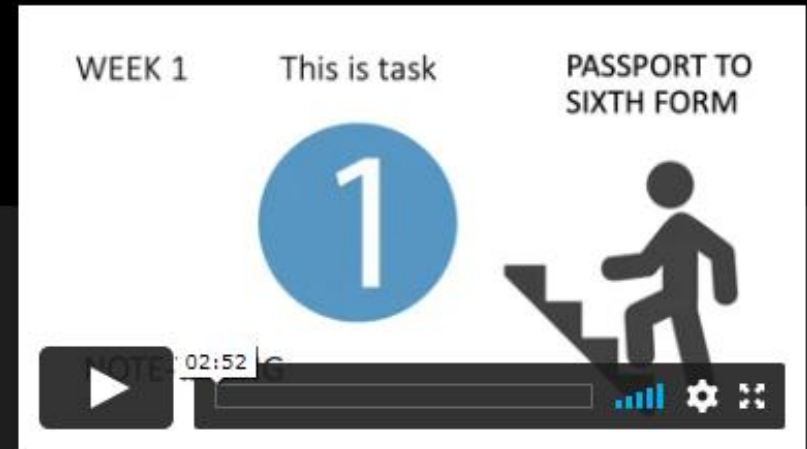 WEEK 1
This is task
PASSPORT TO
SIXTH FORM
1
02:52